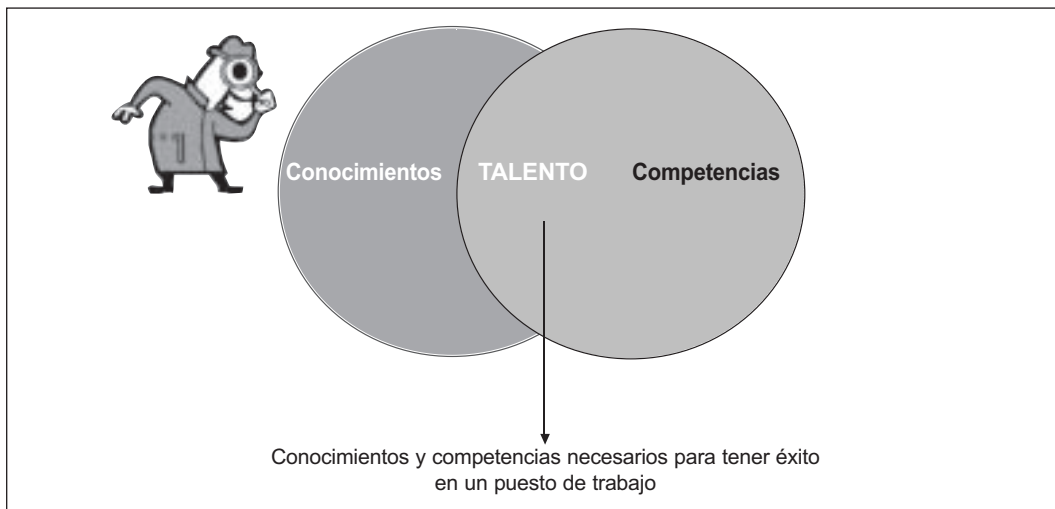 Conocimientos TALENTO Competencias
Conocimientos y competencias necesarios para tener éxito
en un puesto de trabajo